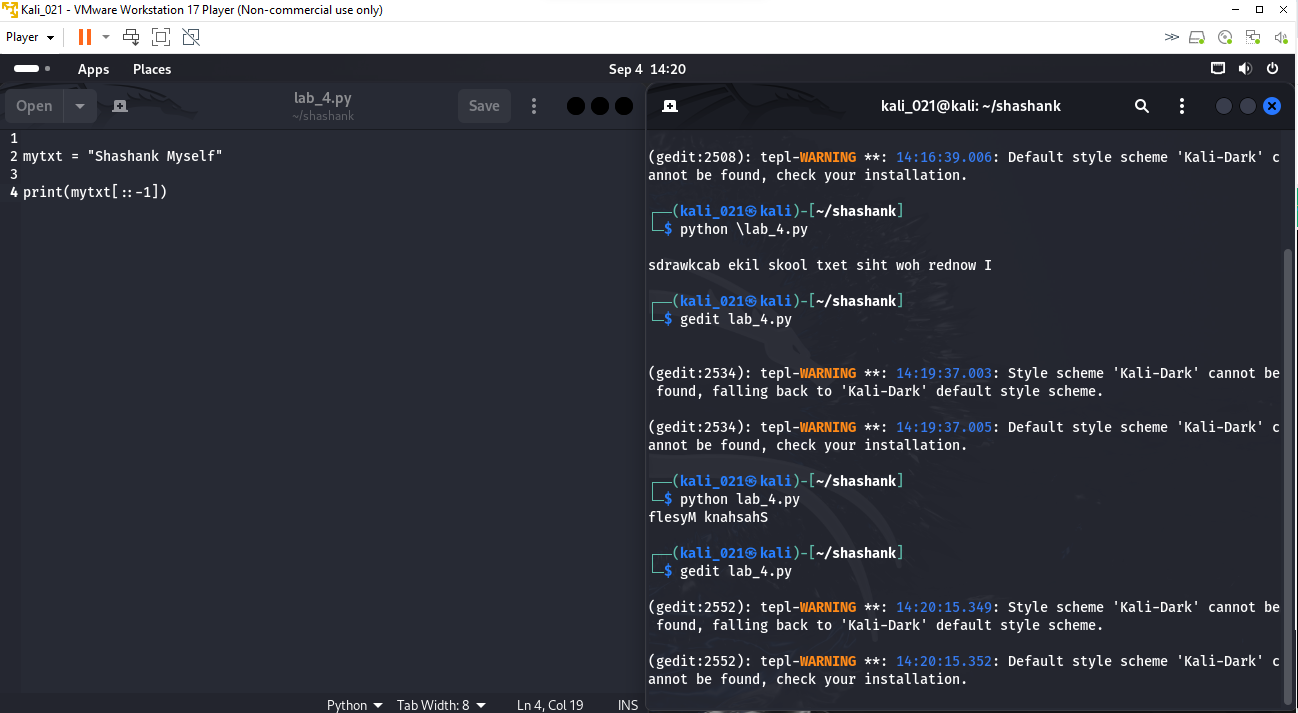 Kali_021 - VMware Workstation 17 Player (Non-commercial use only)
Player
Apps Places Sep 4 14:20
Open lab_4.py Save
~/shashank
1
2 mytxt = "Shashank Myself"
3
4 print(mytxt[::-1])
Python Tab Width: 8 Ln 4, Col 19 INS
kali_021@kali: ~/shashank
(gedit:2508): tepl-WARNING **: 14:16:39.006: Default style scheme 'Kali-Dark' c
annot be found, check your installation.
┌──(kali_021㉿kali)-[~/shashank]
└─$ python \lab_4.py
sdrawkcab ekil skool txet siht woh rednow I
┌──(kali_021㉿kali)-[~/shashank]
└─$ gedit lab_4.py
(gedit:2534): tepl-WARNING **: 14:19:37.003: Style scheme 'Kali-Dark' cannot be
found, falling back to 'Kali-Dark' default style scheme.
(gedit:2534): tepl-WARNING **: 14:19:37.005: Default style scheme 'Kali-Dark' c
annot be found, check your installation.
┌──(kali_021㉿kali)-[~/shashank]
└─$ python lab_4.py
flesyM knahsahS
┌──(kali_021㉿kali)-[~/shashank]
└─$ gedit lab_4.py
(gedit:2552): tepl-WARNING **: 14:20:15.349: Style scheme 'Kali-Dark' cannot be
found, falling back to 'Kali-Dark' default style scheme.
(gedit:2552): tepl-WARNING **: 14:20:15.352: Default style scheme 'Kali-Dark' c
annot be found, check your installation.